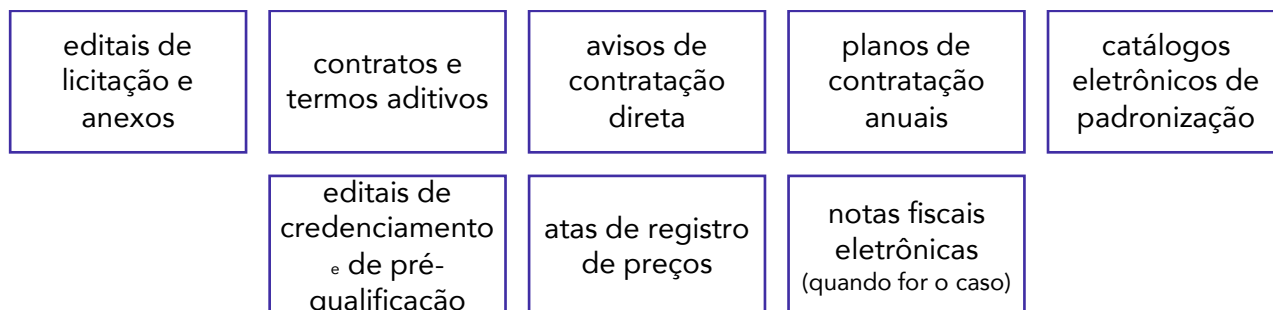 editais de
licitação e
anexos
contratos e
termos aditivos
avisos de
contratação
direta
planos de
contratação
anuais
catálogos
eletrônicos de
padronização
editais de
credenciamento
e de pré-
qualificação
atas de registro
de preços
notas fiscais
eletrônicas
(quando for o caso)